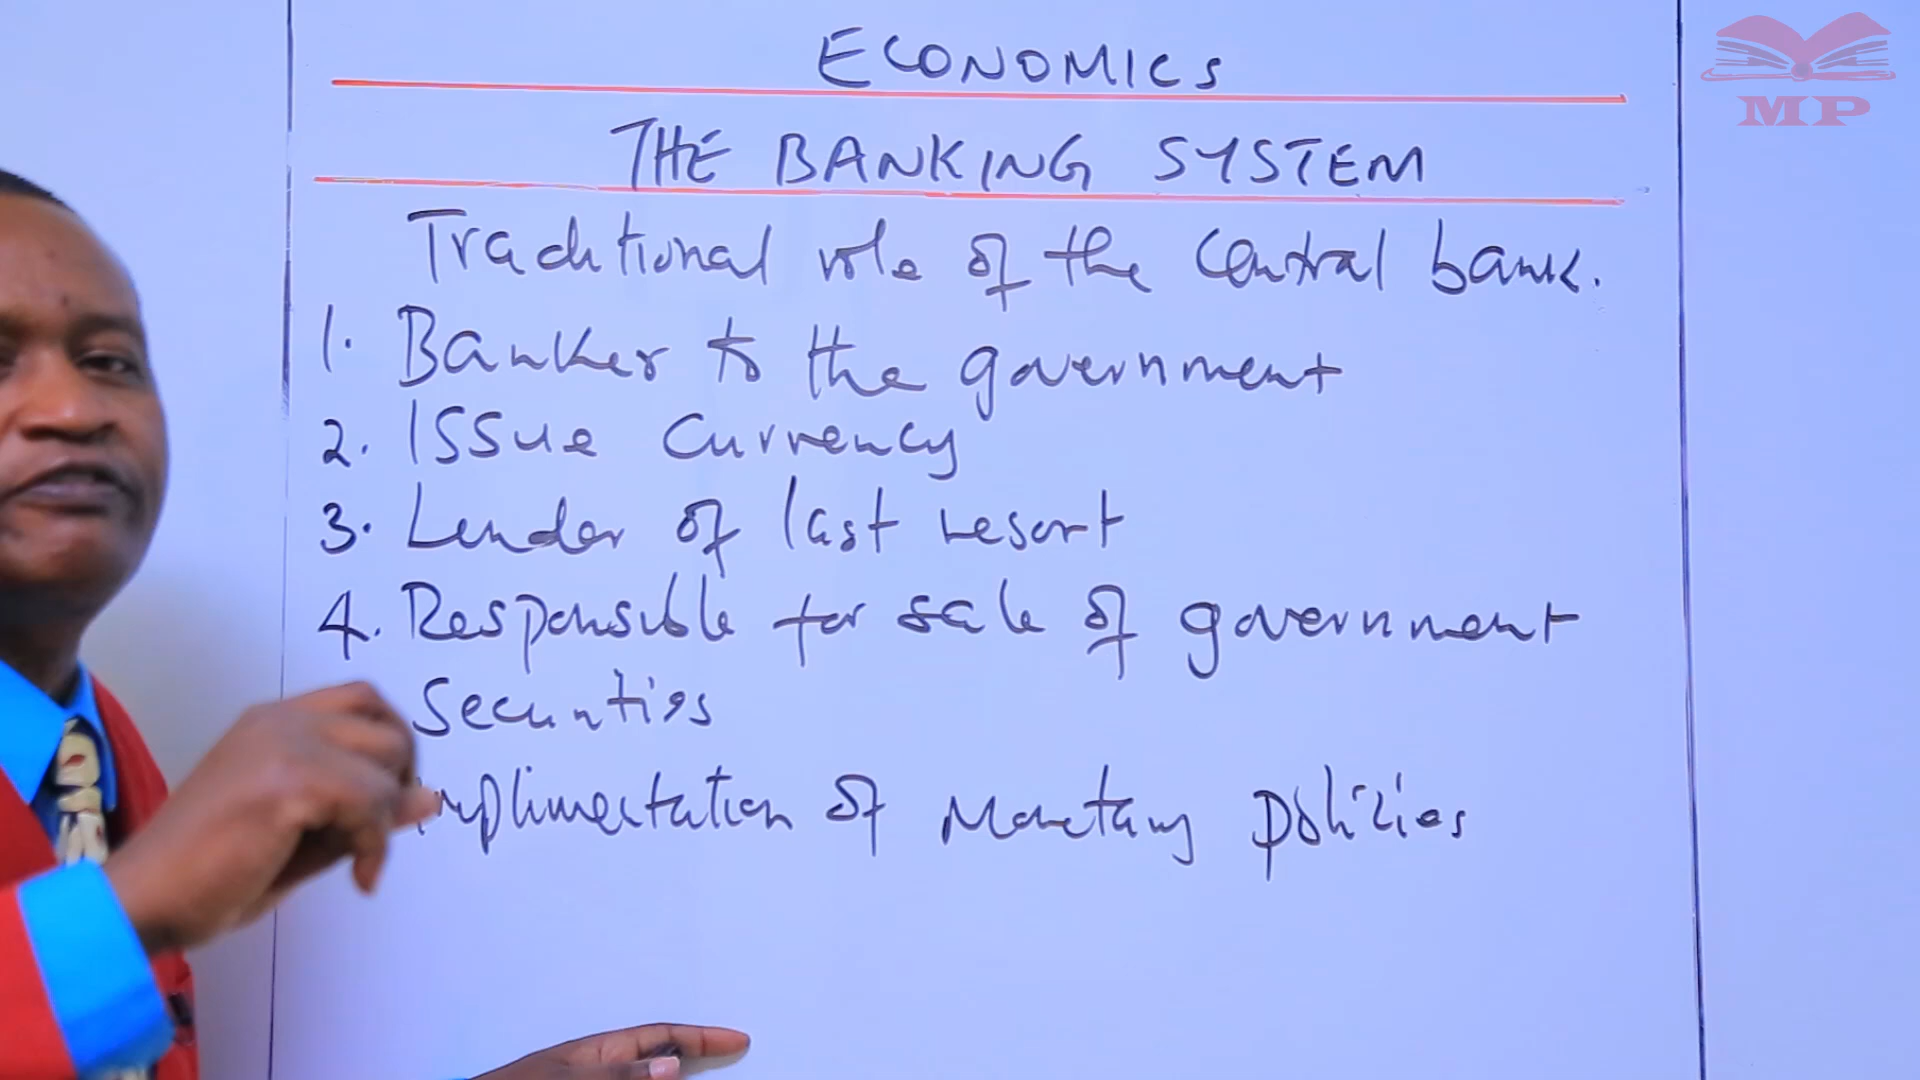 ECONOMICS
MP
THE BANKING SYSTEM
Traditional role of the Central bank.
1. Banker to the government
2. Issue Currency
3. Lender of last resort
4. Responsible for sale of government
Securities
Implimentation of Monetary policies